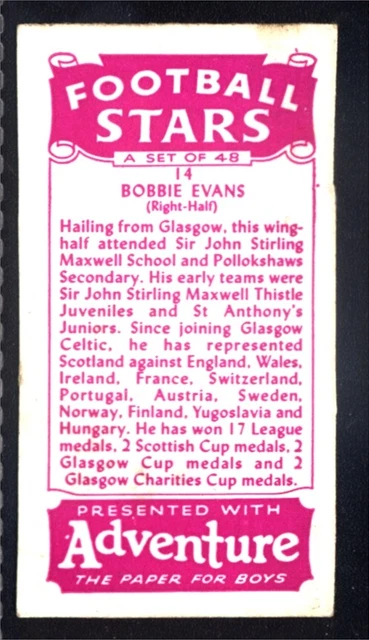 FOOTBALL
STARS
A SET OF 48
14
BOBBIE EVANS
(Right-Half)
Hailing from Glasgow, this wing-
half attended Sir John Stirling
Maxwell School and Pollokshaws
Secondary. His early teams were
Sir John Stirling Maxwell Thistle
Juveniles and St Anthony's
Juniors. Since joining Glasgow
Celtic, he has represented
Scotland against England, Wales,
Ireland, France, Switzerland,
Portugal, Austria, Sweden,
Norway, Finland, Yugoslavia and
Hungary. He has won 17 League
medals, 2 Scottish Cup medals, 2
Glasgow Cup medals and 2
Glasgow Charities Cup medals.
PRESENTED WITH
Adventure
THE PAPER FOR BOYS